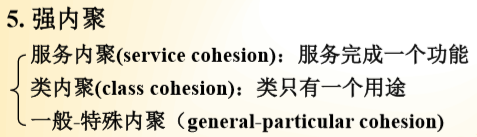 5. 强内聚
服务内聚(service cohesion)：服务完成一个功能
类内聚(class cohesion)：类只有一个用途
一般-特殊内聚（general-particular cohesion)